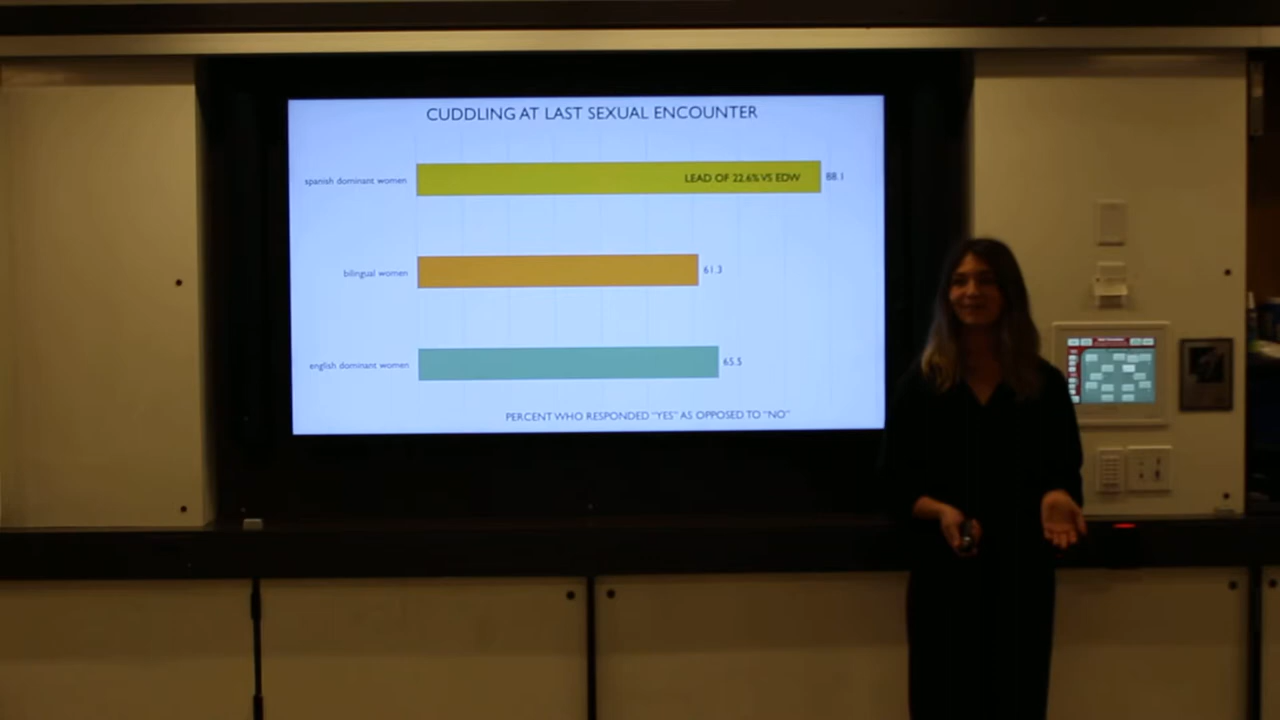 CUDDLING AT LAST SEXUAL ENCOUNTER
spanish dominant women
LEAD OF 22.6% VS EDW
88.1
bilingual women
61.3
english dominant women
65.5
PERCENT WHO RESPONDED "YES" AS OPPOSED TO "NO"